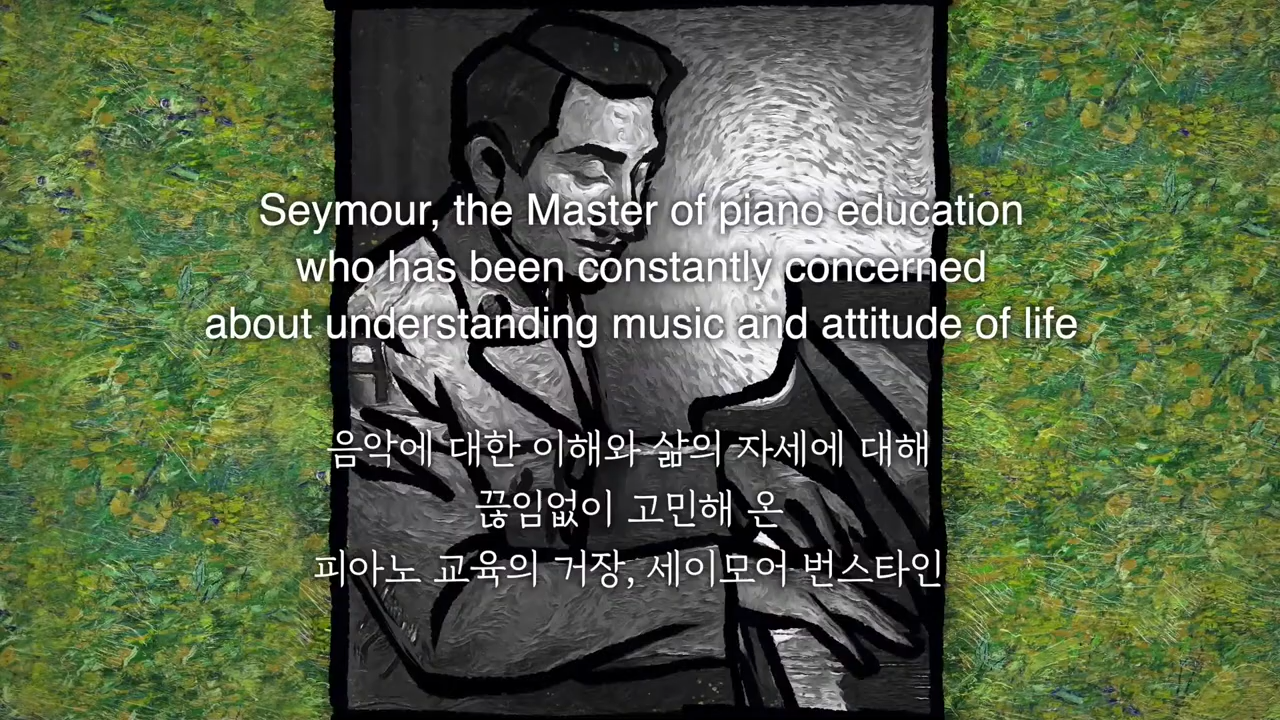 Seymour, the Master of piano education
who has been constantly concerned
about understanding music and attitude of life
음악에 대한 이해와 삶의 자세에 대해
끊임없이 고민해 온
피아노 교육의 거장, 세이모어 번스타인